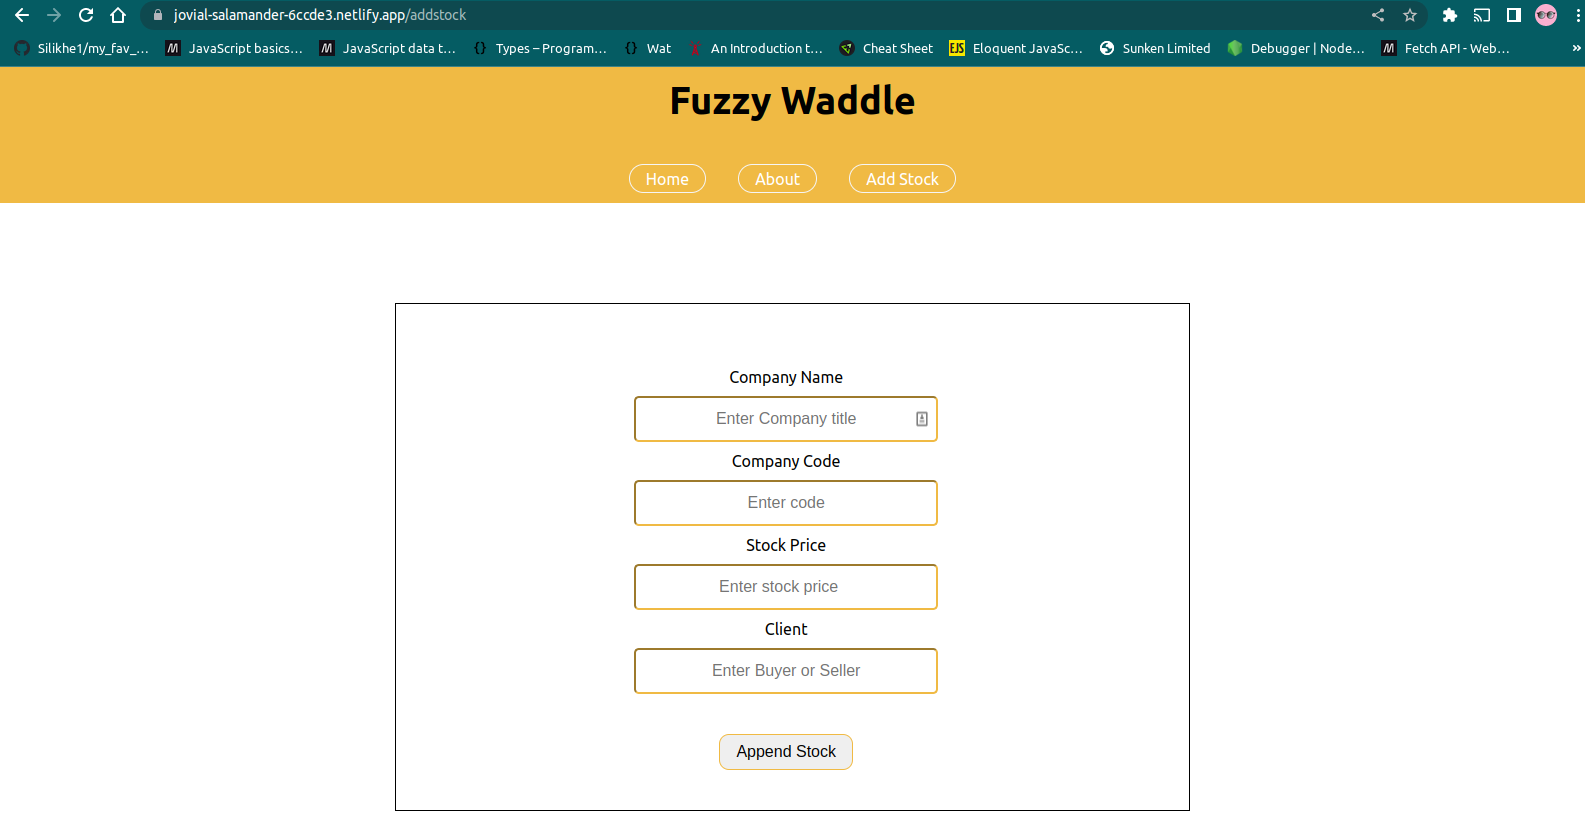 jovial-salamander-6ccde3.netlify.app/addstock
Silikhe1/my_fav_... JavaScript basics... JavaScript data t... {} Types – Program... {} Wat An Introduction t... Cheat Sheet EJS Eloquent JavaSc... Sunken Limited Debugger | Node... Fetch API - Web... »
Fuzzy Waddle
Home About Add Stock
Company Name
Enter Company title
Company Code
Enter code
Stock Price
Enter stock price
Client
Enter Buyer or Seller
Append Stock